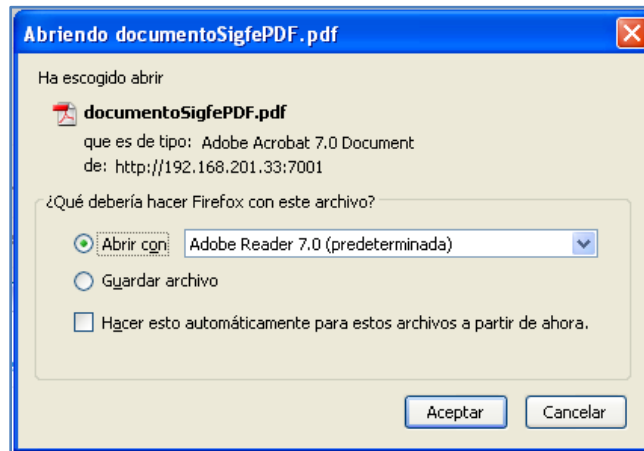 Abriendo documentoSigfePDF.pdf
Ha escogido abrir
documentoSigfePDF.pdf
que es de tipo: Adobe Acrobat 7.0 Document
de: http://192.168.201.33:7001
¿Qué debería hacer Firefox con este archivo?
Abrir con Adobe Reader 7.0 (predeterminada)
Guardar archivo
Hacer esto automáticamente para estos archivos a partir de ahora.
Aceptar Cancelar